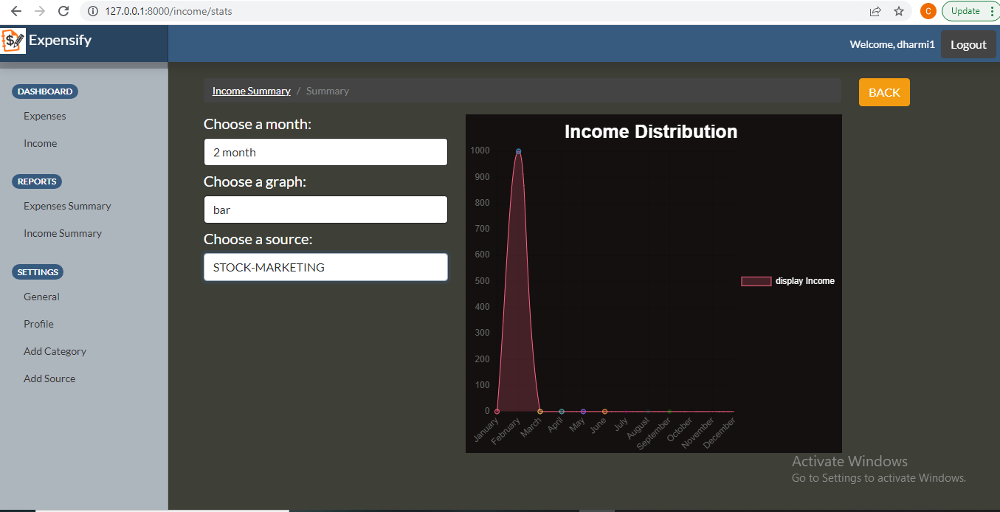 127.0.0.1:8000/income/stats
C
Update
$
Expensify
Welcome, dharmi1
Logout
DASHBOARD
Expenses
Income
REPORTS
Expenses Summary
Income Summary
SETTINGS
General
Profile
Add Category
Add Source
Income Summary / Summary
BACK
Choose a month:
2 month
Choose a graph:
bar
Choose a source:
STOCK-MARKETING
Income Distribution
1000
900
800
700
600
500
400
300
200
100
0
January
February
March
April
May
June
July
August
September
October
November
December
display Income
Activate Windows
Go to Settings to activate Windows.